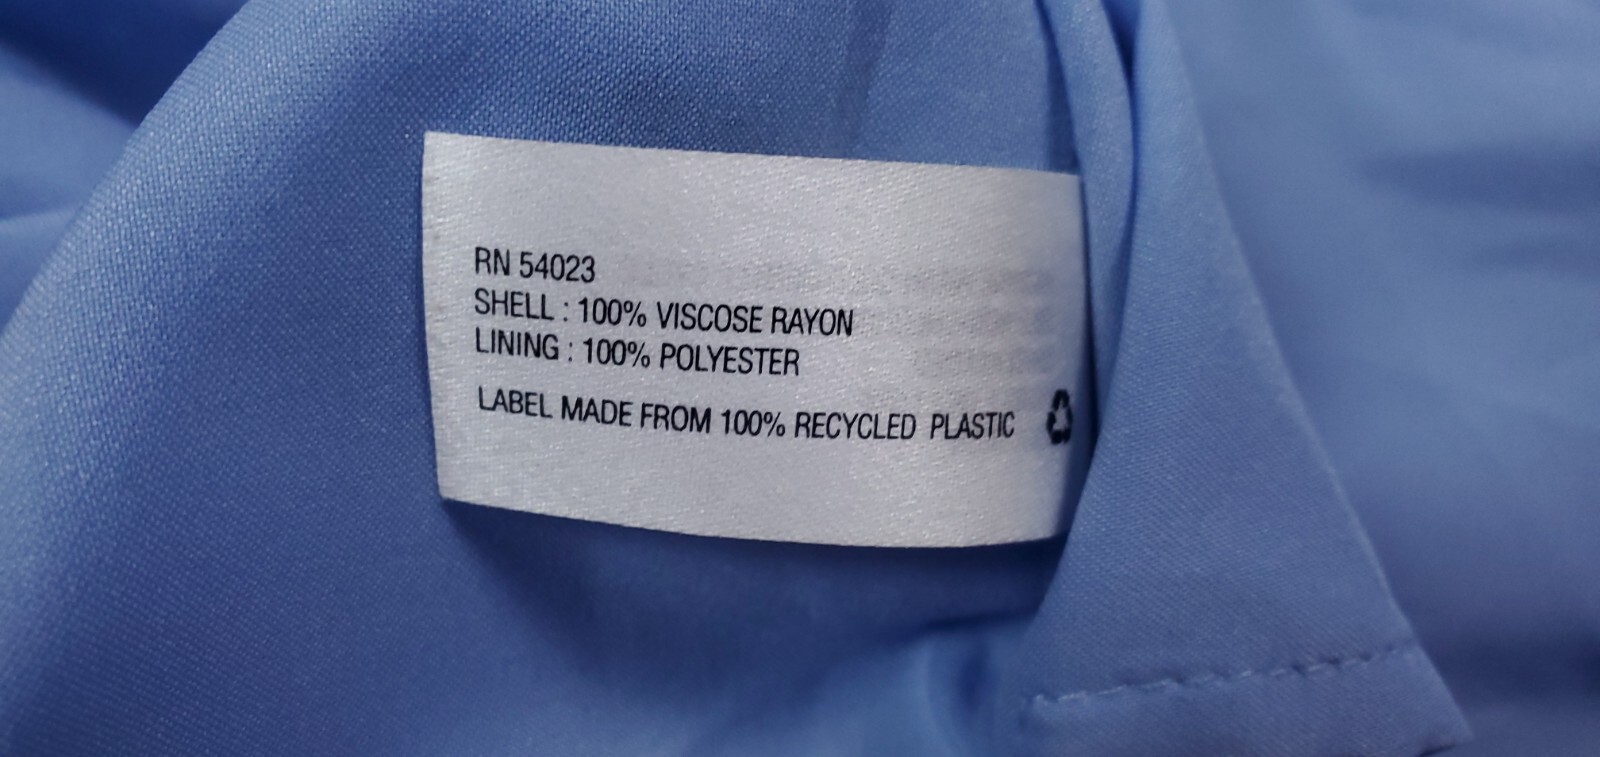 RN 54023
SHELL : 100% VISCOSE RAYON
LINING : 100% POLYESTER
LABEL MADE FROM 100% RECYCLED PLASTIC